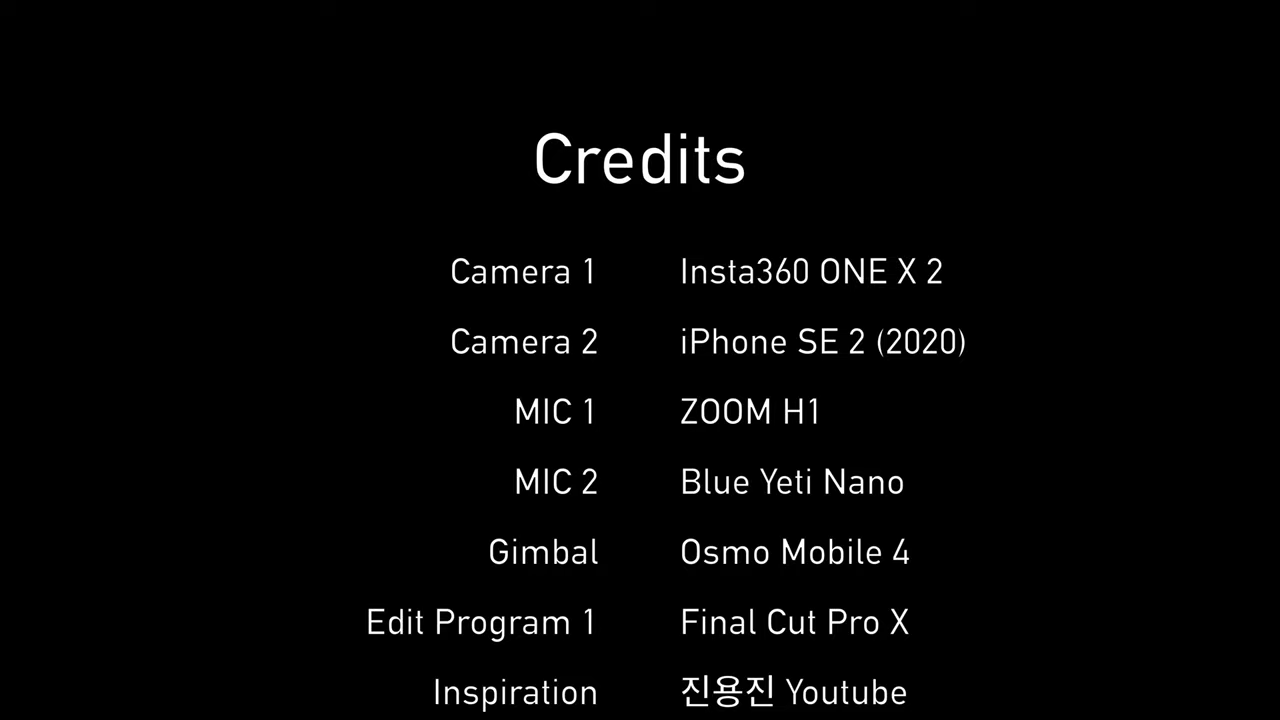 Credits
Camera 1 Insta360 ONE X 2
Camera 2 iPhone SE 2 (2020)
MIC 1 ZOOM H1
MIC 2 Blue Yeti Nano
Gimbal Osmo Mobile 4
Edit Program 1 Final Cut Pro X
Inspiration 진용진 Youtube